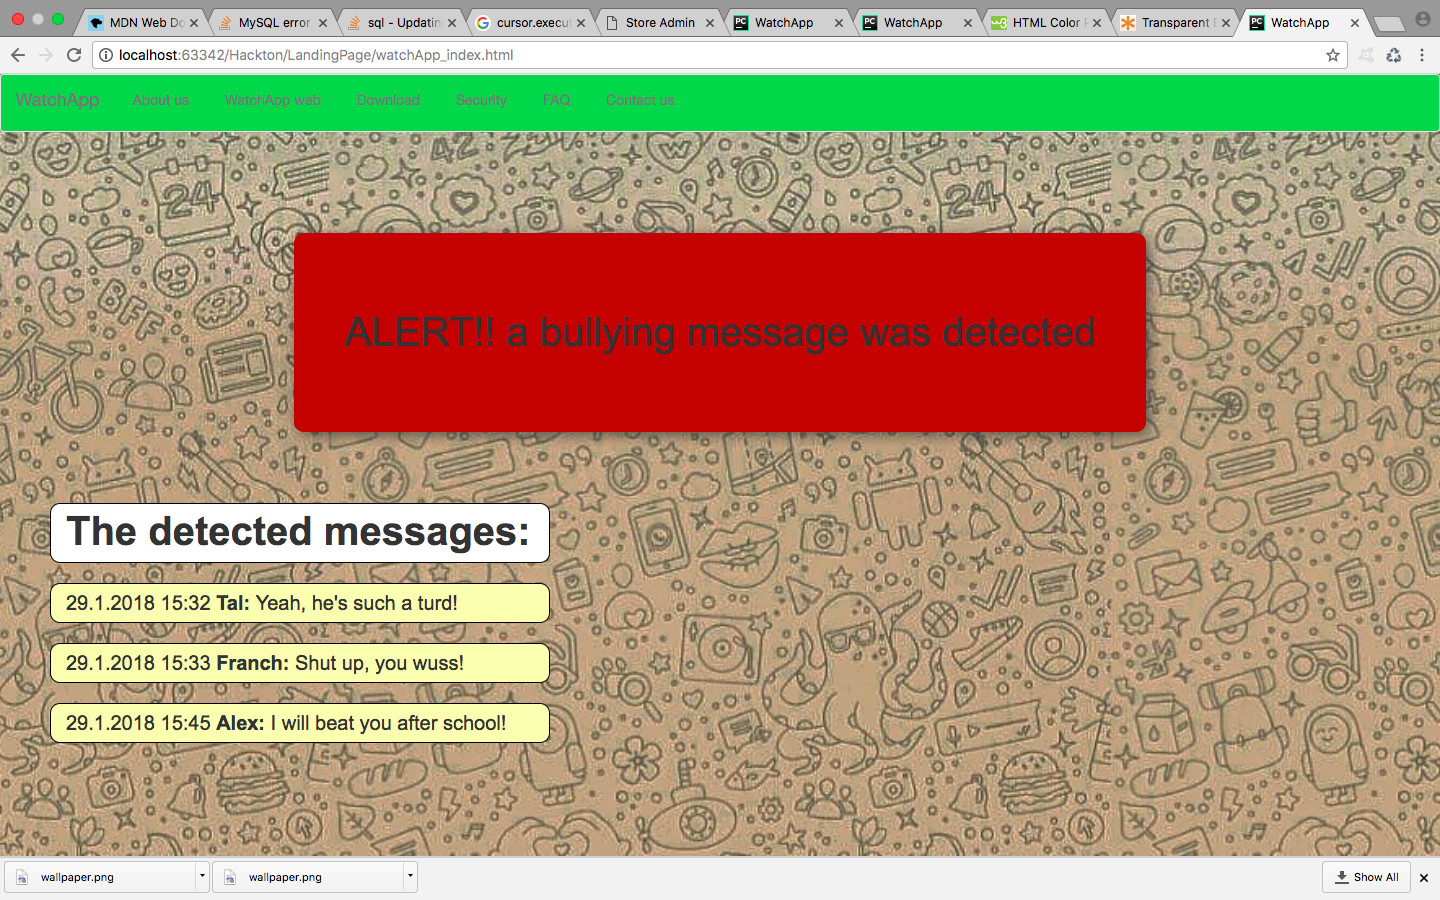 MDN Web Do
MySQL error
sql - Updatin
cursor.execu
Store Admin
WatchApp
WatchApp
HTML Color
Transparent
WatchApp
localhost:63342/Hackton/LandingPage/watchApp_index.html
WatchApp About us WatchApp web Download Security FAQ Contact us
ALERT!! a bullying message was detected
The detected messages:
29.1.2018 15:32 Tal: Yeah, he's such a turd!
29.1.2018 15:33 Franch: Shut up, you wuss!
29.1.2018 15:45 Alex: I will beat you after school!
wallpaper.png
wallpaper.png
Show All